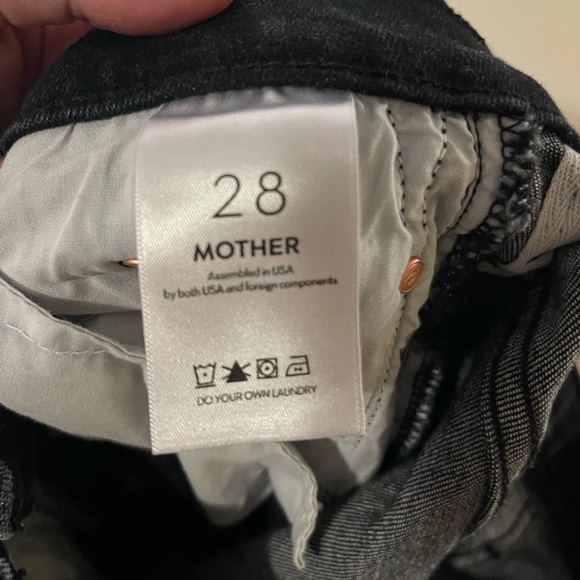 28
MOTHER
Assembled in USA
by both USA and foreign components
DO YOUR OWN LAUNDRY